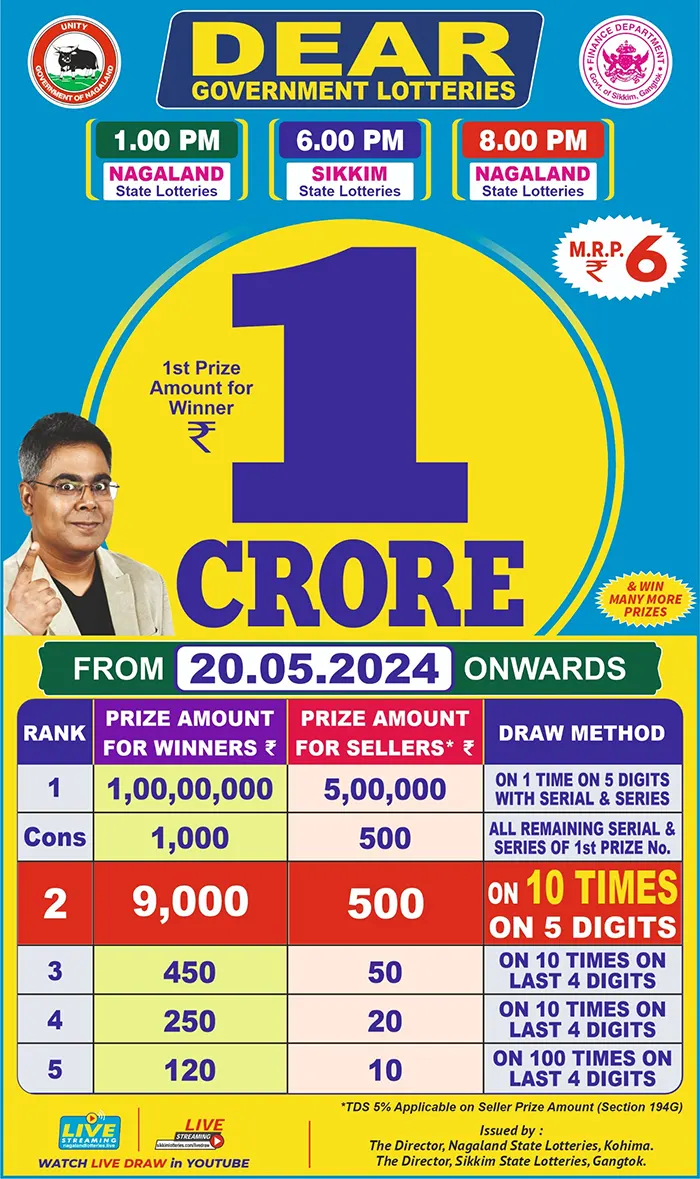 UNITY
GOVERNMENT OF NAGALAND
DEAR
GOVERNMENT LOTTERIES
FINANCE DEPARTMENT
Govt. of Sikkim, Gangtok
1.00 PM
NAGALAND
State Lotteries
6.00 PM
SIKKIM
State Lotteries
8.00 PM
NAGALAND
State Lotteries
M.R.P.
₹ 6
1st Prize
Amount for
Winner
₹
1
CRORE
& WIN
MANY MORE
PRIZES
FROM 20.05.2024 ONWARDS
RANK
PRIZE AMOUNT
FOR WINNERS ₹
PRIZE AMOUNT
FOR SELLERS* ₹
DRAW METHOD
1
1,00,00,000
5,00,000
ON 1 TIME ON 5 DIGITS
WITH SERIAL & SERIES
Cons
1,000
500
ALL REMAINING SERIAL &
SERIES OF 1st PRIZE No.
2
9,000
500
ON 10 TIMES
ON 5 DIGITS
3
450
50
ON 10 TIMES ON
LAST 4 DIGITS
4
250
20
ON 10 TIMES ON
LAST 4 DIGITS
5
120
10
ON 100 TIMES ON
LAST 4 DIGITS
*TDS 5% Applicable on Seller Prize Amount (Section 194G)
LIVE
STREAMING
nagalandlotteries.live
LIVE
STREAMING
sikkimlotteries.com/livedraw
WATCH LIVE DRAW in YOUTUBE
Issued by :
The Director, Nagaland State Lotteries, Kohima.
The Director, Sikkim State Lotteries, Gangtok.